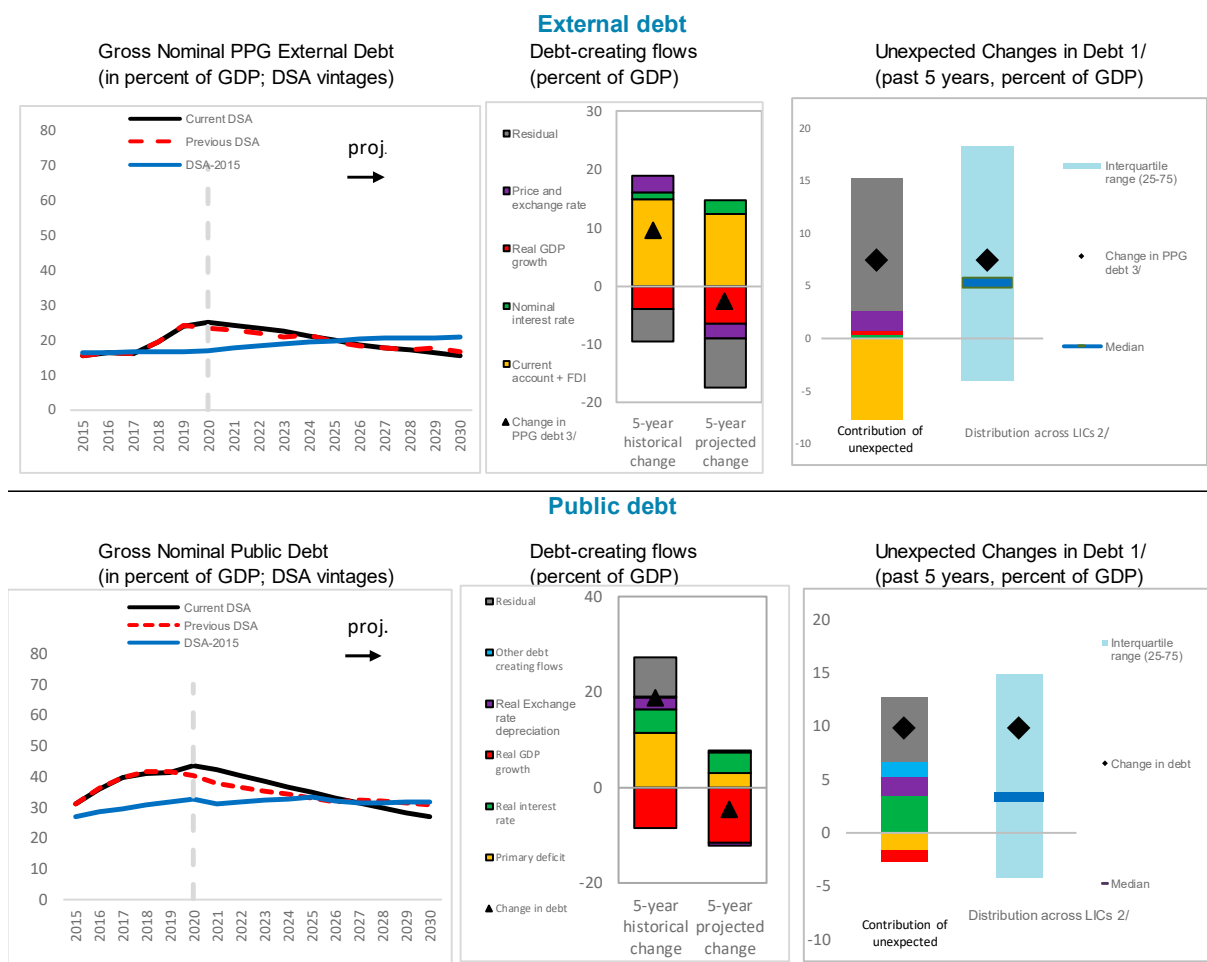 External debt
Gross Nominal PPG External Debt
(in percent of GDP; DSA vintages)
Debt-creating flows
(percent of GDP)
Unexpected Changes in Debt 1/
(past 5 years, percent of GDP)
Current DSA
Previous DSA
DSA-2015
proj.
80
70
60
50
40
30
20
10
0
2015
2016
2017
2018
2019
2020
2021
2022
2023
2024
2025
2026
2027
2028
2029
2030
Residual
Price and
exchange rate
Real GDP
growth
Nominal
interest rate
Current
account + FDI
Change in
PPG debt 3/
30
20
10
0
-10
-20
5-year
historical
change
5-year
projected
change
20
15
10
5
0
-5
-10
Contribution of
unexpected
Distribution across LICs 2/
Interquartile
range (25-75)
Change in PPG
debt 3/
Median
Public debt
Gross Nominal Public Debt
(in percent of GDP; DSA vintages)
Debt-creating flows
(percent of GDP)
Unexpected Changes in Debt 1/
(past 5 years, percent of GDP)
Current DSA
Previous DSA
DSA-2015
proj.
80
70
60
50
40
30
20
10
0
2015
2016
2017
2018
2019
2020
2021
2022
2023
2024
2025
2026
2027
2028
2029
2030
Residual
Other debt
creating flows
Real Exchange
rate
depreciation
Real GDP
growth
Real interest
rate
Primary deficit
Change in debt
40
20
0
-20
5-year
historical
change
5-year
projected
change
20
15
10
5
0
-5
-10
Contribution of
unexpected
Distribution across LICs 2/
Interquartile
range (25-75)
Change in debt
Median